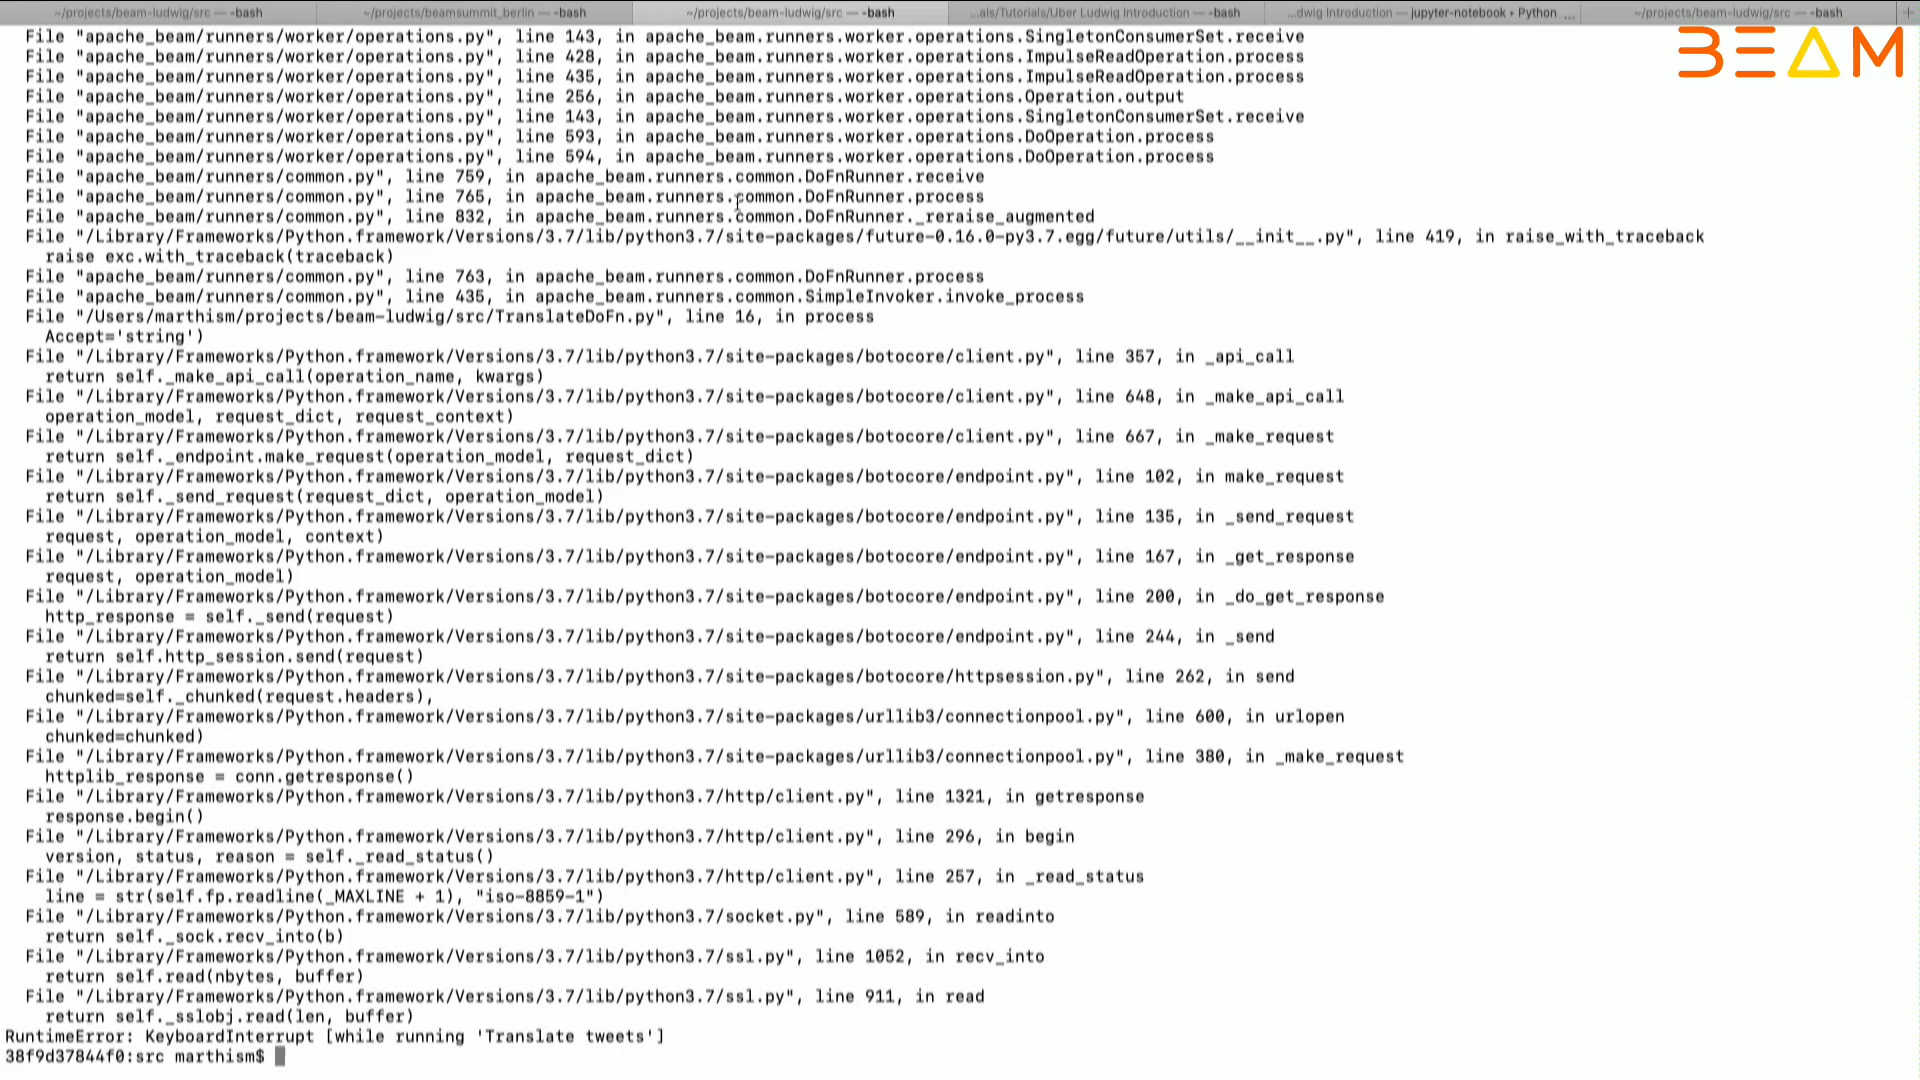 ~/projects/beam-ludwig/src — -bash
~/projects/beamsummit_berlin — -bash
~/projects/beam-ludwig/src — -bash
...als/Tutorials/Uber Ludwig Introduction — -bash
...dwig Introduction — jupyter-notebook • Python ...
~/projects/beam-ludwig/src — -bash
BEAM
File "apache_beam/runners/worker/operations.py", line 143, in apache_beam.runners.worker.operations.SingletonConsumerSet.receive
File "apache_beam/runners/worker/operations.py", line 428, in apache_beam.runners.worker.operations.ImpulseReadOperation.process
File "apache_beam/runners/worker/operations.py", line 435, in apache_beam.runners.worker.operations.ImpulseReadOperation.process
File "apache_beam/runners/worker/operations.py", line 256, in apache_beam.runners.worker.operations.Operation.output
File "apache_beam/runners/worker/operations.py", line 143, in apache_beam.runners.worker.operations.SingletonConsumerSet.receive
File "apache_beam/runners/worker/operations.py", line 593, in apache_beam.runners.worker.operations.DoOperation.process
File "apache_beam/runners/worker/operations.py", line 594, in apache_beam.runners.worker.operations.DoOperation.process
File "apache_beam/runners/common.py", line 759, in apache_beam.runners.common.DoFnRunner.receive
File "apache_beam/runners/common.py", line 765, in apache_beam.runners.common.DoFnRunner.process
File "apache_beam/runners/common.py", line 832, in apache_beam.runners.common.DoFnRunner._reraise_augmented
File "/Library/Frameworks/Python.framework/Versions/3.7/lib/python3.7/site-packages/future-0.16.0-py3.7.egg/future/utils/__init__.py", line 419, in raise_with_traceback
raise exc.with_traceback(traceback)
File "apache_beam/runners/common.py", line 763, in apache_beam.runners.common.DoFnRunner.process
File "apache_beam/runners/common.py", line 435, in apache_beam.runners.common.SimpleInvoker.invoke_process
File "/Users/marthism/projects/beam-ludwig/src/TranslateDoFn.py", line 16, in process
Accept='string')
File "/Library/Frameworks/Python.framework/Versions/3.7/lib/python3.7/site-packages/botocore/client.py", line 357, in _api_call
return self._make_api_call(operation_name, kwargs)
File "/Library/Frameworks/Python.framework/Versions/3.7/lib/python3.7/site-packages/botocore/client.py", line 648, in _make_api_call
operation_model, request_dict, request_context)
File "/Library/Frameworks/Python.framework/Versions/3.7/lib/python3.7/site-packages/botocore/client.py", line 667, in _make_request
return self._endpoint.make_request(operation_model, request_dict)
File "/Library/Frameworks/Python.framework/Versions/3.7/lib/python3.7/site-packages/botocore/endpoint.py", line 102, in make_request
return self._send_request(request_dict, operation_model)
File "/Library/Frameworks/Python.framework/Versions/3.7/lib/python3.7/site-packages/botocore/endpoint.py", line 135, in _send_request
request, operation_model, context)
File "/Library/Frameworks/Python.framework/Versions/3.7/lib/python3.7/site-packages/botocore/endpoint.py", line 167, in _get_response
request, operation_model)
File "/Library/Frameworks/Python.framework/Versions/3.7/lib/python3.7/site-packages/botocore/endpoint.py", line 200, in _do_get_response
http_response = self._send(request)
File "/Library/Frameworks/Python.framework/Versions/3.7/lib/python3.7/site-packages/botocore/endpoint.py", line 244, in _send
return self.http_session.send(request)
File "/Library/Frameworks/Python.framework/Versions/3.7/lib/python3.7/site-packages/botocore/httpsession.py", line 262, in send
chunked=self._chunked(request.headers),
File "/Library/Frameworks/Python.framework/Versions/3.7/lib/python3.7/site-packages/urllib3/connectionpool.py", line 600, in urlopen
chunked=chunked)
File "/Library/Frameworks/Python.framework/Versions/3.7/lib/python3.7/site-packages/urllib3/connectionpool.py", line 380, in _make_request
httplib_response = conn.getresponse()
File "/Library/Frameworks/Python.framework/Versions/3.7/lib/python3.7/http/client.py", line 1321, in getresponse
response.begin()
File "/Library/Frameworks/Python.framework/Versions/3.7/lib/python3.7/http/client.py", line 296, in begin
version, status, reason = self._read_status()
File "/Library/Frameworks/Python.framework/Versions/3.7/lib/python3.7/http/client.py", line 257, in _read_status
line = str(self.fp.readline(_MAXLINE + 1), "iso-8859-1")
File "/Library/Frameworks/Python.framework/Versions/3.7/lib/python3.7/socket.py", line 589, in readinto
return self._sock.recv_into(b)
File "/Library/Frameworks/Python.framework/Versions/3.7/lib/python3.7/ssl.py", line 1052, in recv_into
return self.read(nbytes, buffer)
File "/Library/Frameworks/Python.framework/Versions/3.7/lib/python3.7/ssl.py", line 911, in read
return self._sslobj.read(len, buffer)
RuntimeError: KeyboardInterrupt [while running 'Translate tweets']
38f9d37844f0:src marthism$